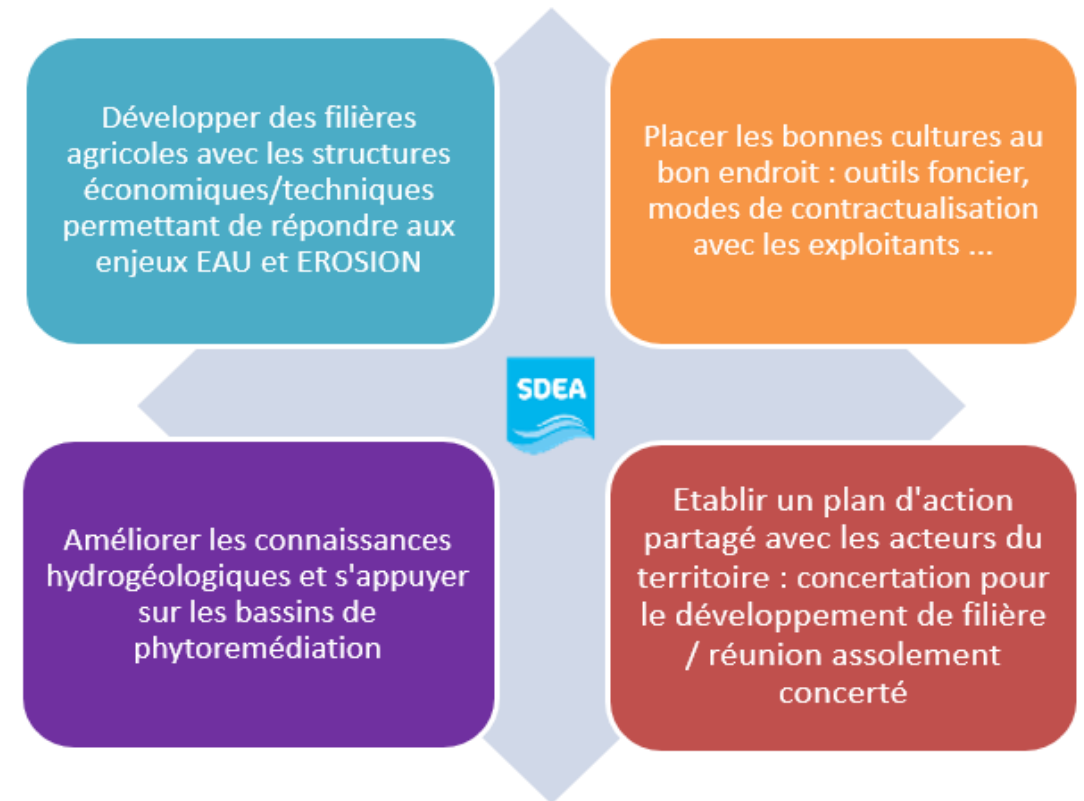 Développer des filières
agricoles avec les structures
économiques/techniques
permettant de répondre aux
enjeux EAU et EROSION
Placer les bonnes cultures au
bon endroit : outils foncier,
modes de contractualisation
avec les exploitants ...
SDEA
Améliorer les connaissances
hydrogéologiques et s'appuyer
sur les bassins de
phytoremédiation
Etablir un plan d'action
partagé avec les acteurs du
territoire : concertation pour
le développement de filière
/ réunion assolement
concerté